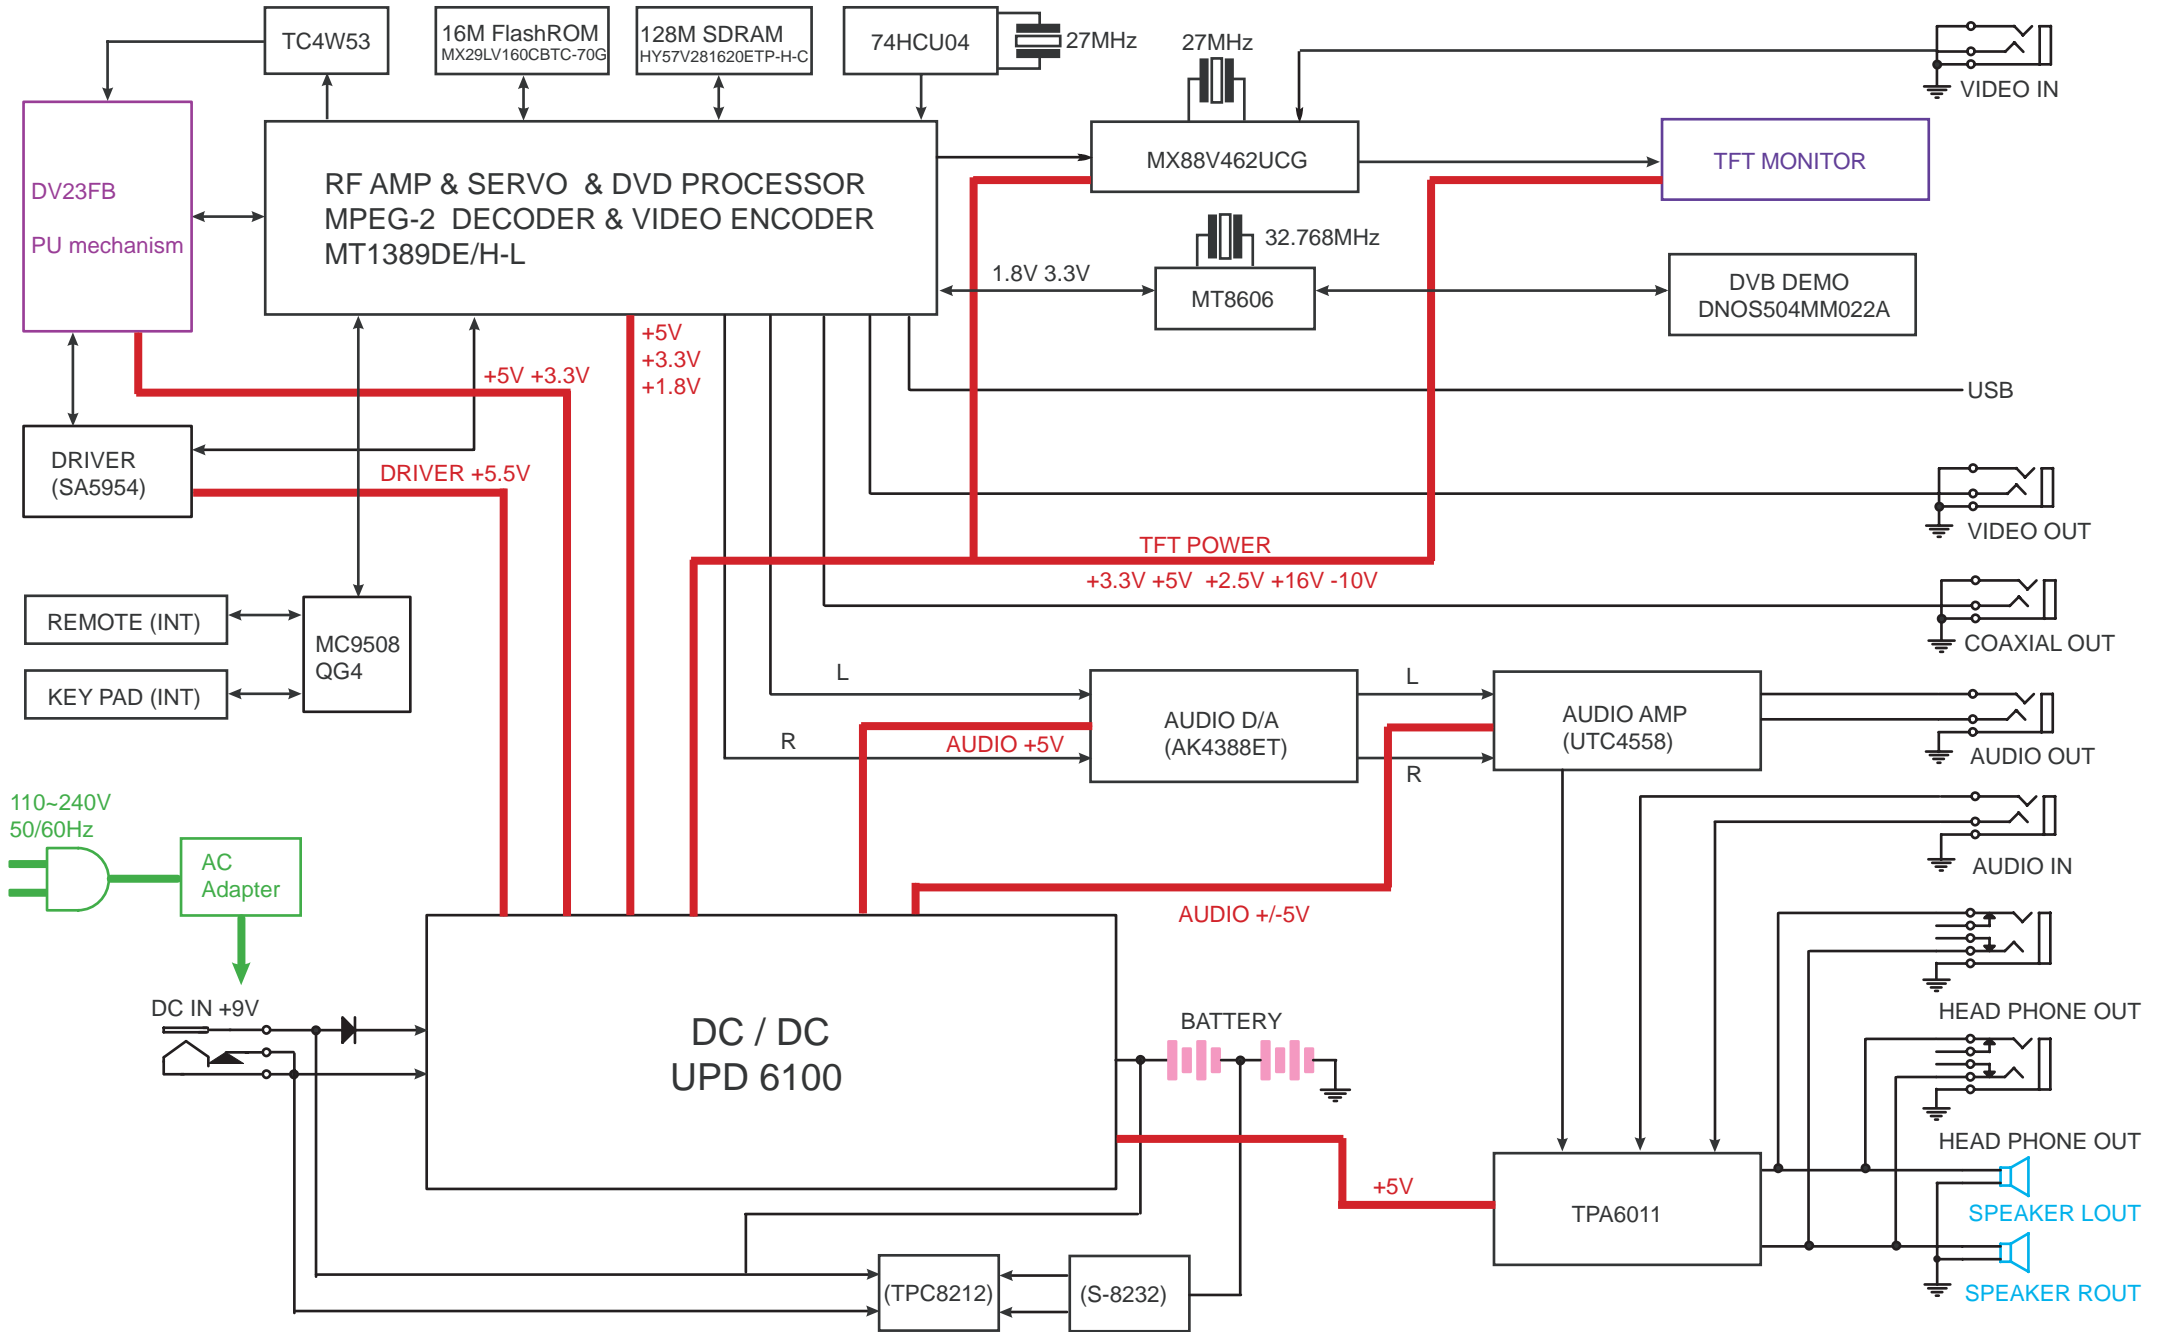 TC4W53
16M FlashROM
MX29LV160CBTC-70G
128M SDRAM
HY57V281620ETP-H-C
74HCU04
27MHz
27MHz
VIDEO IN
DV23FB
PU mechanism
RF AMP & SERVO & DVD PROCESSOR
MPEG-2 DECODER & VIDEO ENCODER
MT1389DE/H-L
MX88V462UCG
TFT MONITOR
32.768MHz
1.8V 3.3V
MT8606
DVB DEMO
DNOS504MM022A
+5V
+3.3V
+1.8V
+5V +3.3V
USB
DRIVER
(SA5954)
DRIVER +5.5V
VIDEO OUT
TFT POWER
+3.3V +5V +2.5V +16V -10V
REMOTE (INT)
KEY PAD (INT)
MC9508
QG4
COAXIAL OUT
L
R
AUDIO +5V
AUDIO D/A
(AK4388ET)
L
R
AUDIO AMP
(UTC4558)
AUDIO OUT
110~240V
50/60Hz
AC
Adapter
AUDIO IN
AUDIO +/-5V
DC IN +9V
DC / DC
UPD 6100
BATTERY
HEAD PHONE OUT
HEAD PHONE OUT
+5V
TPA6011
SPEAKER LOUT
SPEAKER ROUT
(TPC8212)
(S-8232)